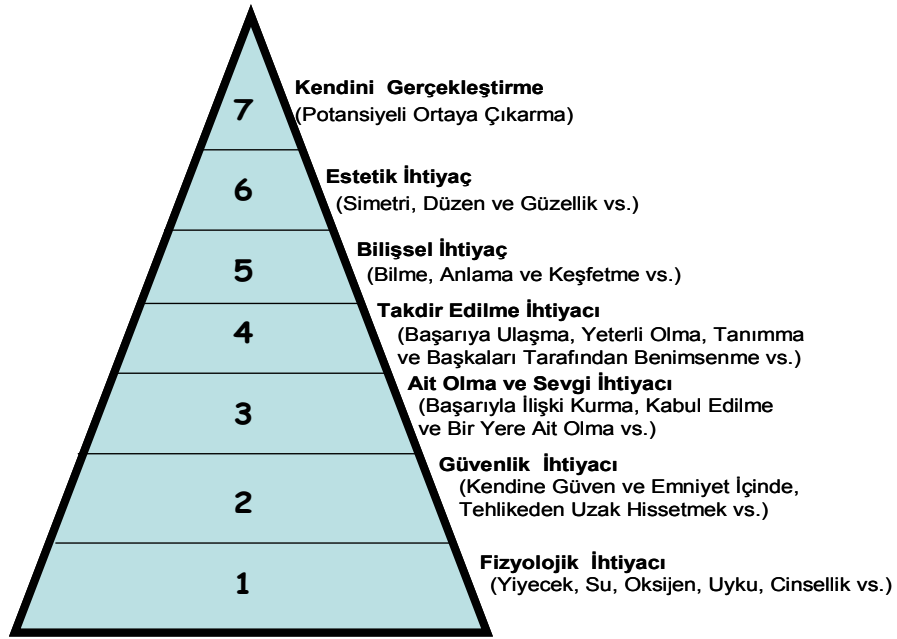 7
Kendini Gerçekleştirme
(Potansiyeli Ortaya Çıkarma)
6
Estetik İhtiyaç
(Simetri, Düzen ve Güzellik vs.)
5
Bilişsel İhtiyaç
(Bilme, Anlama ve Keşfetme vs.)
4
Takdir Edilme İhtiyacı
(Başarıya Ulaşma, Yeterli Olma, Tanımma
ve Başkaları Tarafından Benimsenme vs.)
3
Ait Olma ve Sevgi İhtiyacı
(Başarıyla İlişki Kurma, Kabul Edilme
ve Bir Yere Ait Olma vs.)
2
Güvenlik İhtiyacı
(Kendine Güven ve Emniyet İçinde,
Tehlikeden Uzak Hissetmek vs.)
1
Fizyolojik İhtiyacı
(Yiyecek, Su, Oksijen, Uyku, Cinsellik vs.)